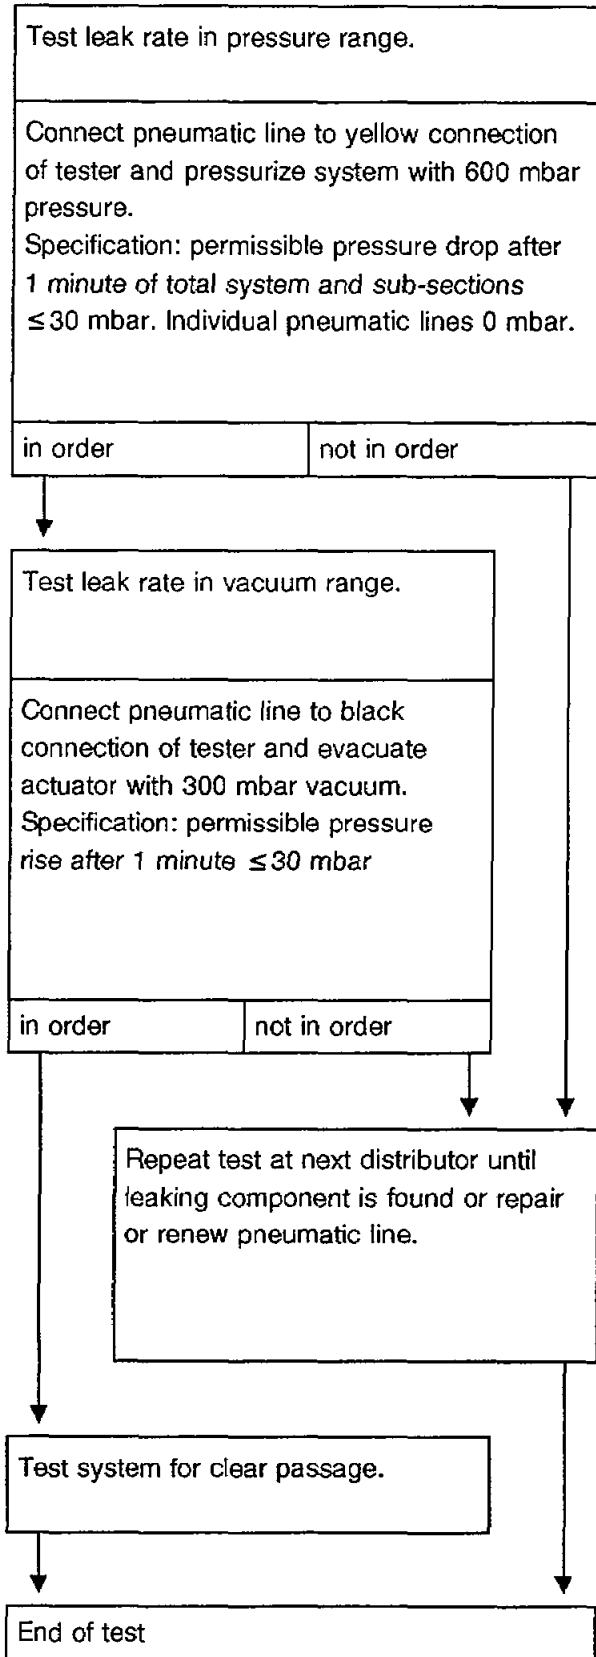 Test leak rate in pressure range.
Connect pneumatic line to yellow connection
of tester and pressurize system with 600 mbar
pressure.
Specification: permissible pressure drop after
1 minute of total system and sub-sections
≤30 mbar. Individual pneumatic lines 0 mbar.
in order
not in order
Test leak rate in vacuum range.
Connect pneumatic line to black
connection of tester and evacuate
actuator with 300 mbar vacuum.
Specification: permissible pressure
rise after 1 minute ≤30 mbar
in order
not in order
Repeat test at next distributor until
leaking component is found or repair
or renew pneumatic line.
Test system for clear passage.
End of test